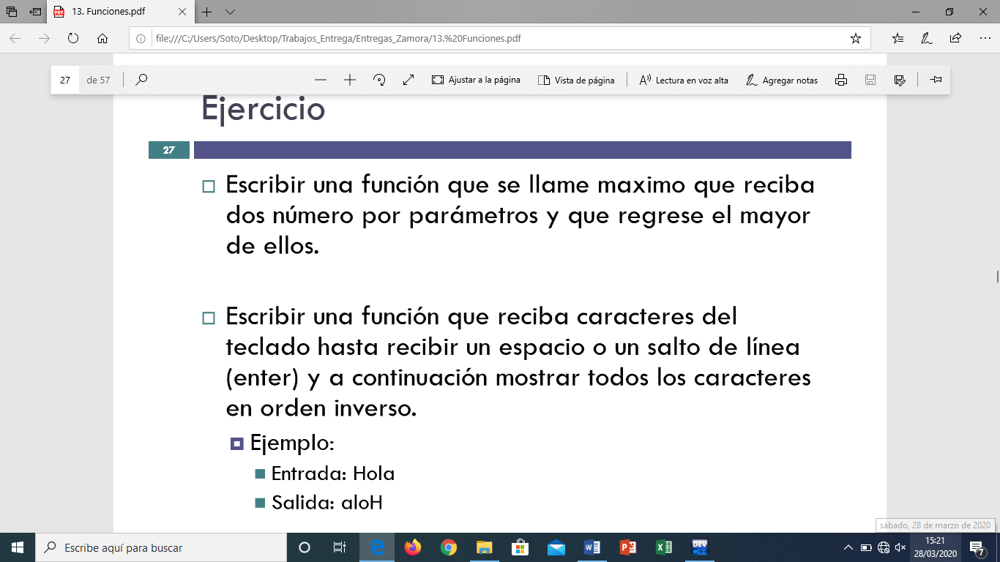 13. Funciones.pdf
file:///C:/Users/Soto/Desktop/Trabajos_Entrega/Entregas_Zamora/13.%20Funciones.pdf
27 de 57 Ajustar a la página Vista de página Lectura en voz alta Agregar notas
Ejercicio
27
Escribir una función que se llame maximo que reciba
dos número por parámetros y que regrese el mayor
de ellos.
Escribir una función que reciba caracteres del
teclado hasta recibir un espacio o un salto de línea
(enter) y a continuación mostrar todos los caracteres
en orden inverso.
Ejemplo:
Entrada: Hola
Salida: aloH
sábado, 28 de marzo de 2020
Escribe aquí para buscar
DEV
15:21
28/03/2020
7